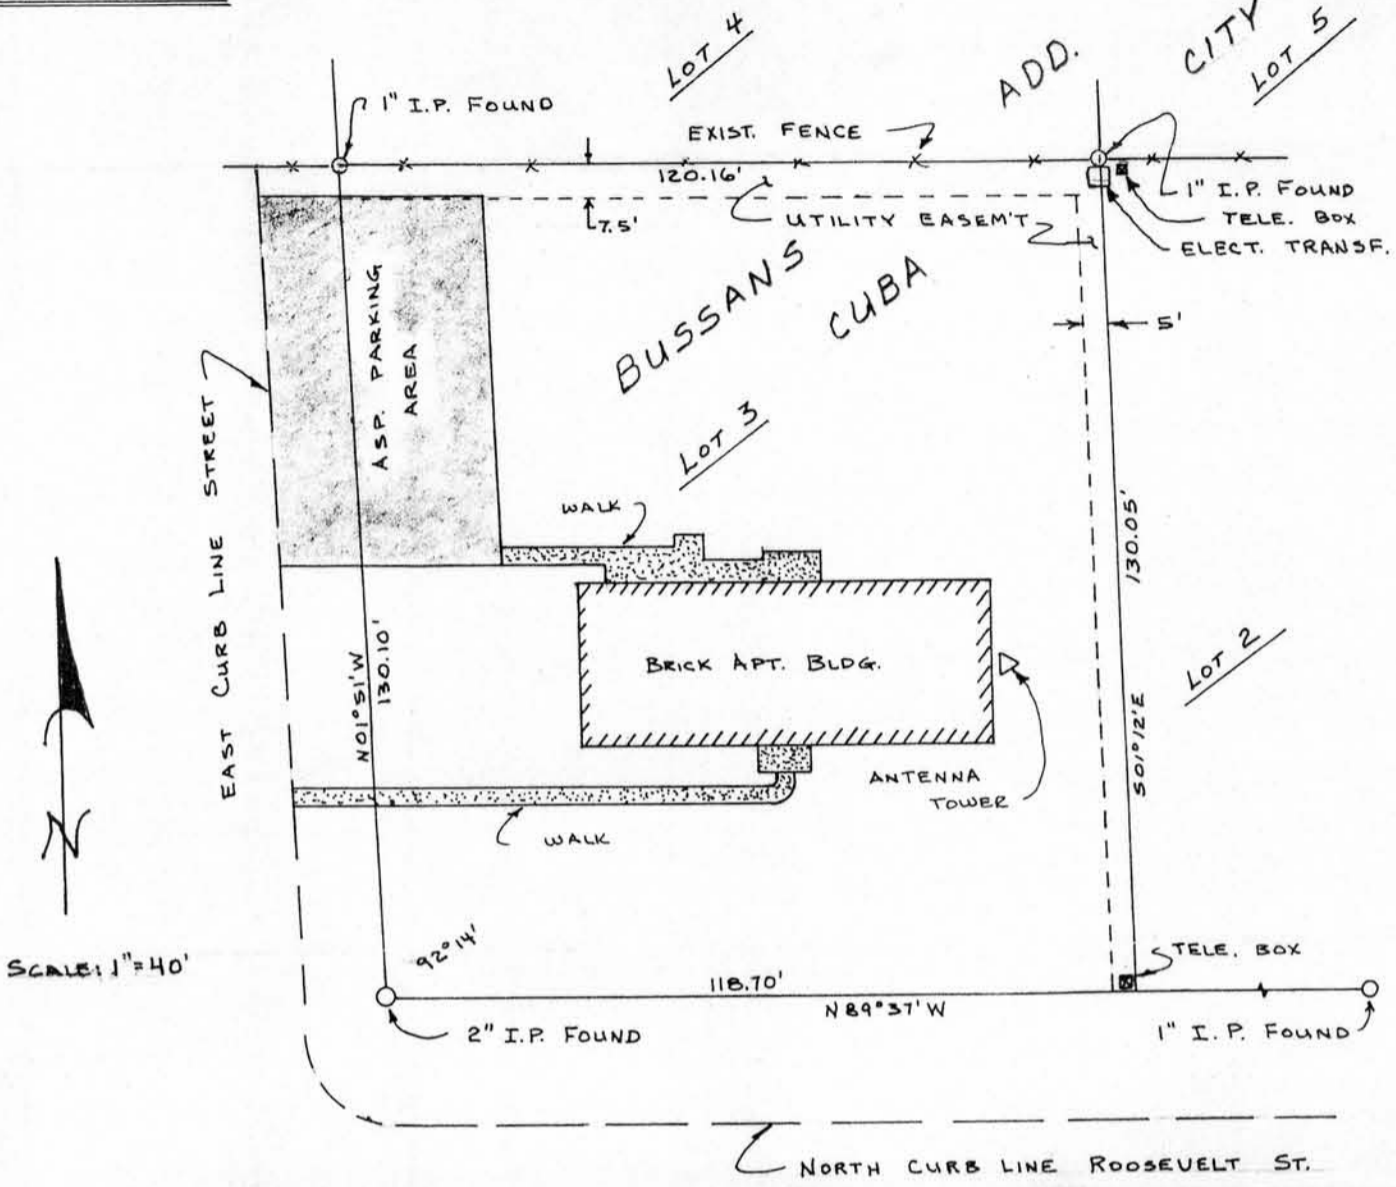 LOT 4
ADD.
CITY
LOT 5
1" I.P. FOUND
EXIST. FENCE
120.16'
7.5'
UTILITY EASEM'T
1" I.P. FOUND
TELE. BOX
ELECT. TRANSF.
BUSSANS
CUBA
5'
ASP. PARKING
AREA
EAST CURB LINE STREET
LOT 3
WALK
130.05'
S01°12'E
BRICK APT. BLDG.
LOT 2
N01°51'W
130.10'
ANTENNA
TOWER
WALK
N
SCALE: 1"=40'
92°14'
118.70'
N89°37'W
TELE. BOX
2" I.P. FOUND
1" I.P. FOUND
NORTH CURB LINE ROOSEVELT ST.